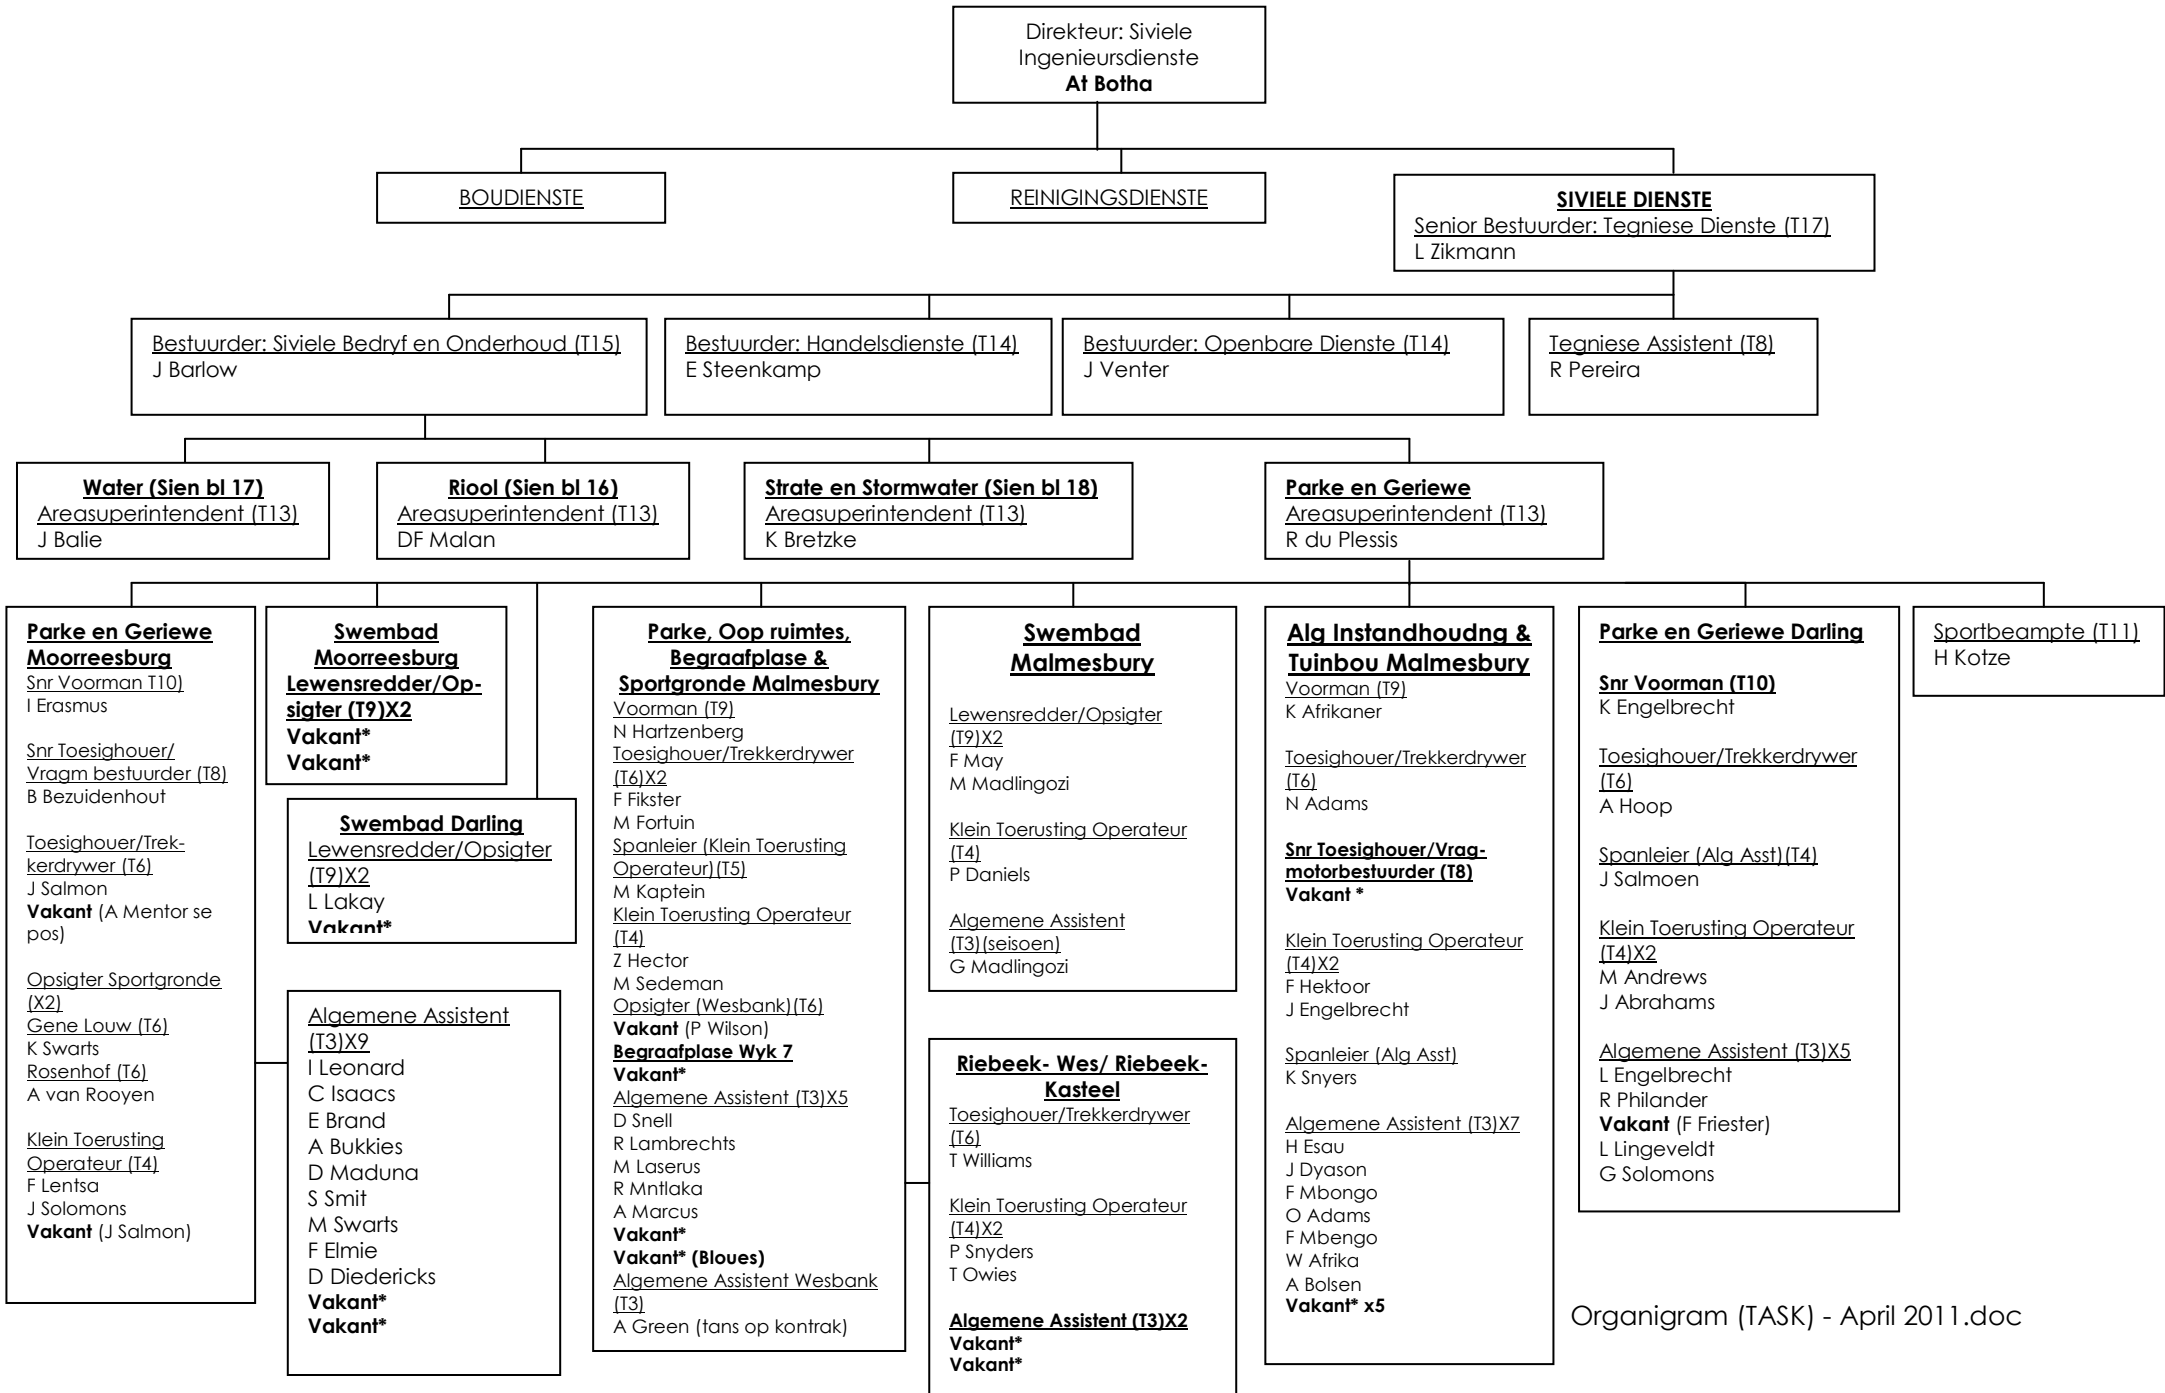 Direkteur: Siviele
Ingenieursdienste
At Botha
BOUDIENSTE
REINIGINGSDIENSTE
SIVIELE DIENSTE
Senior Bestuurder: Tegniese Dienste (T17)
L Zikmann
Bestuurder: Siviele Bedryf en Onderhoud (T15)
J Barlow
Bestuurder: Handelsdienste (T14)
E Steenkamp
Bestuurder: Openbare Dienste (T14)
J Venter
Tegniese Assistent (T8)
R Pereira
Water (Sien bl 17)
Areasuperintendent (T13)
J Balie
Riool (Sien bl 16)
Areasuperintendent (T13)
DF Malan
Strate en Stormwater (Sien bl 18)
Areasuperintendent (T13)
K Bretzke
Parke en Geriewe
Areasuperintendent (T13)
R du Plessis
Parke en Geriewe
Moorreesburg
Snr Voorman T10)
I Erasmus
Snr Toesighouer/
Vragm bestuurder (T8)
B Bezuidenhout
Toesighouer/Trek-
kerdrywer (T6)
J Salmon
Vakant (A Mentor se
pos)
Opsigter Sportgronde
(X2)
Gene Louw (T6)
K Swarts
Rosenhof (T6)
A van Rooyen
Klein Toerusting
Operateur (T4)
F Lentsa
J Solomons
Vakant (J Salmon)
Swembad
Moorreesburg
Lewensredder/Op-
sigter (T9)X2
Vakant*
Vakant*
Swembad Darling
Lewensredder/Opsigter
(T9)X2
L Lakay
Vakant*
Algemene Assistent
(T3)X9
I Leonard
C Isaacs
E Brand
A Bukkies
D Maduna
S Smit
M Swarts
F Elmie
D Diedericks
Vakant*
Vakant*
Parke, Oop ruimtes,
Begraafplase &
Sportgronde Malmesbury
Voorman (T9)
N Hartzenberg
Toesighouer/Trekkerdrywer
(T6)X2
F Fikster
M Fortuin
Spanleier (Klein Toerusting
Operateur)(T5)
M Kaptein
Klein Toerusting Operateur
(T4)
Z Hector
M Sedeman
Opsigter (Wesbank)(T6)
Vakant (P Wilson)
Begraafplase Wyk 7
Vakant*
Algemene Assistent (T3)X5
D Snell
R Lambrechts
M Laserus
R Mntlaka
A Marcus
Vakant*
Vakant* (Bloues)
Algemene Assistent Wesbank
(T3)
A Green (tans op kontrak)
Swembad
Malmesbury
Lewensredder/Opsigter
(T9)X2
F May
M Madlingozi
Klein Toerusting Operateur
(T4)
P Daniels
Algemene Assistent
(T3)(seisoen)
G Madlingozi
Riebeek- Wes/ Riebeek-
Kasteel
Toesighouer/Trekkerdrywer
(T6)
T Williams
Klein Toerusting Operateur
(T4)X2
P Snyders
T Owies
Algemene Assistent (T3)X2
Vakant*
Vakant*
Alg Instandhoudng &
Tuinbou Malmesbury
Voorman (T9)
K Afrikaner
Toesighouer/Trekkerdrywer
(T6)
N Adams
Snr Toesighouer/Vrag-
motorbestuurder (T8)
Vakant *
Klein Toerusting Operateur
(T4)X2
F Hektoor
J Engelbrecht
Spanleier (Alg Asst)
K Snyers
Algemene Assistent (T3)X7
H Esau
J Dyason
F Mbongo
O Adams
F Mbengo
W Afrika
A Bolsen
Vakant* x5
Parke en Geriewe Darling
Snr Voorman (T10)
K Engelbrecht
Toesighouer/Trekkerdrywer
(T6)
A Hoop
Spanleier (Alg Asst)(T4)
J Salmoen
Klein Toerusting Operateur
(T4)X2
M Andrews
J Abrahams
Algemene Assistent (T3)X5
L Engelbrecht
R Philander
Vakant (F Friester)
L Lingeveldt
G Solomons
Sportbeampte (T11)
H Kotze
Organigram (TASK) - April 2011.doc